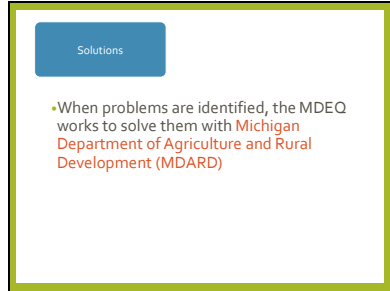 Solutions
•When problems are identified, the MDEQ
works to solve them with Michigan
Department of Agriculture and Rural
Development (MDARD)